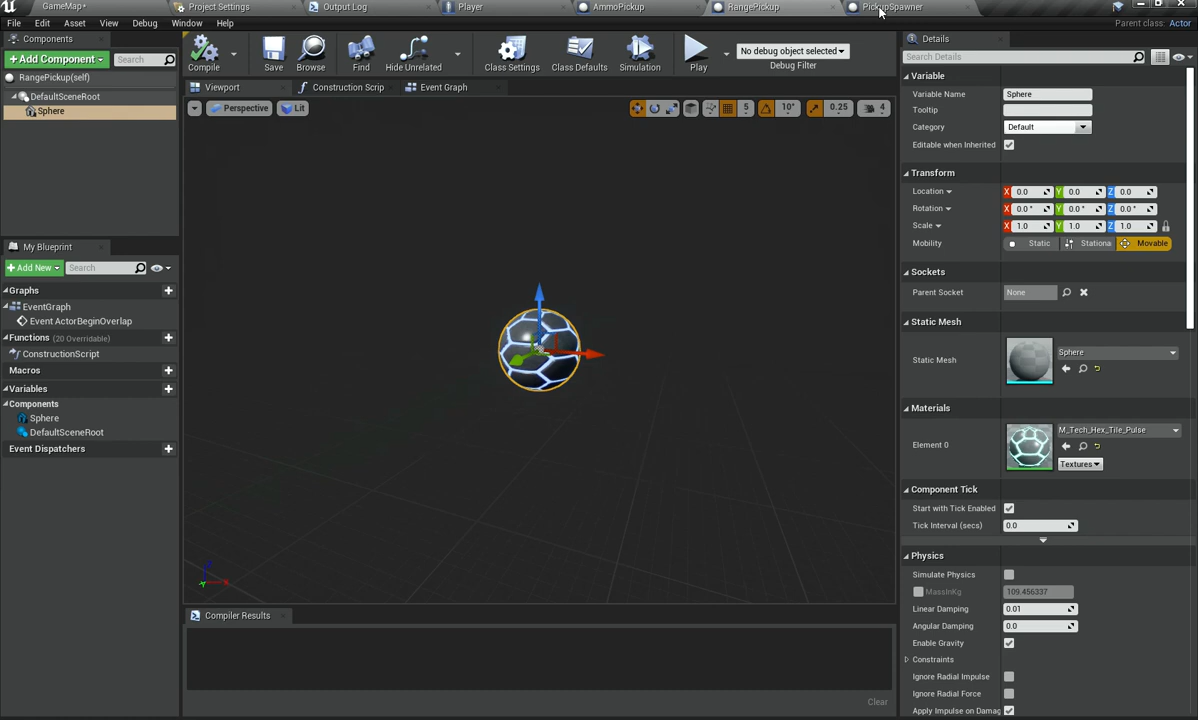 GameMap*
Project Settings
Output Log
Player
AmmoPickup
RangePickup
PickupSpawner
File
Edit
Asset
View
Debug
Window
Help
Parent class: Actor
Components
+ Add Component
Search
RangePickup(self)
DefaultSceneRoot
Sphere
My Blueprint
+ Add New
Search
Graphs
EventGraph
Event ActorBeginOverlap
Functions (20 Overridable)
ConstructionScript
Macros
Variables
Components
Sphere
DefaultSceneRoot
Event Dispatchers
Compile
Save
Browse
Find
Hide Unrelated
Class Settings
Class Defaults
Simulation
Play
No debug object selected
Debug Filter
Viewport
Construction Scrip
Event Graph
Perspective
Lit
5
10°
0.25
4
Compiler Results
Clear
Details
Search Details
Variable
Variable Name Sphere
Tooltip
Category Default
Editable when Inherited
Transform
Location X 0.0 Y 0.0 Z 0.0
Rotation X 0.0 ° Y 0.0 ° Z 0.0 °
Scale X 1.0 Y 1.0 Z 1.0
Mobility Static Stationa Movable
Sockets
Parent Socket None
Static Mesh
Static Mesh Sphere
Materials
Element 0 M_Tech_Hex_Tile_Pulse
Textures
Component Tick
Start with Tick Enabled
Tick Interval (secs) 0.0
Physics
Simulate Physics
MassInKg 109.456337
Linear Damping 0.01
Angular Damping 0.0
Enable Gravity
Constraints
Ignore Radial Impulse
Ignore Radial Force
Apply Impulse on Damag